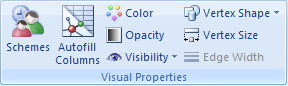 Schemes
Autofill
Columns
Color
Opacity
Visibility
Vertex Shape
Vertex Size
Edge Width
Visual Properties